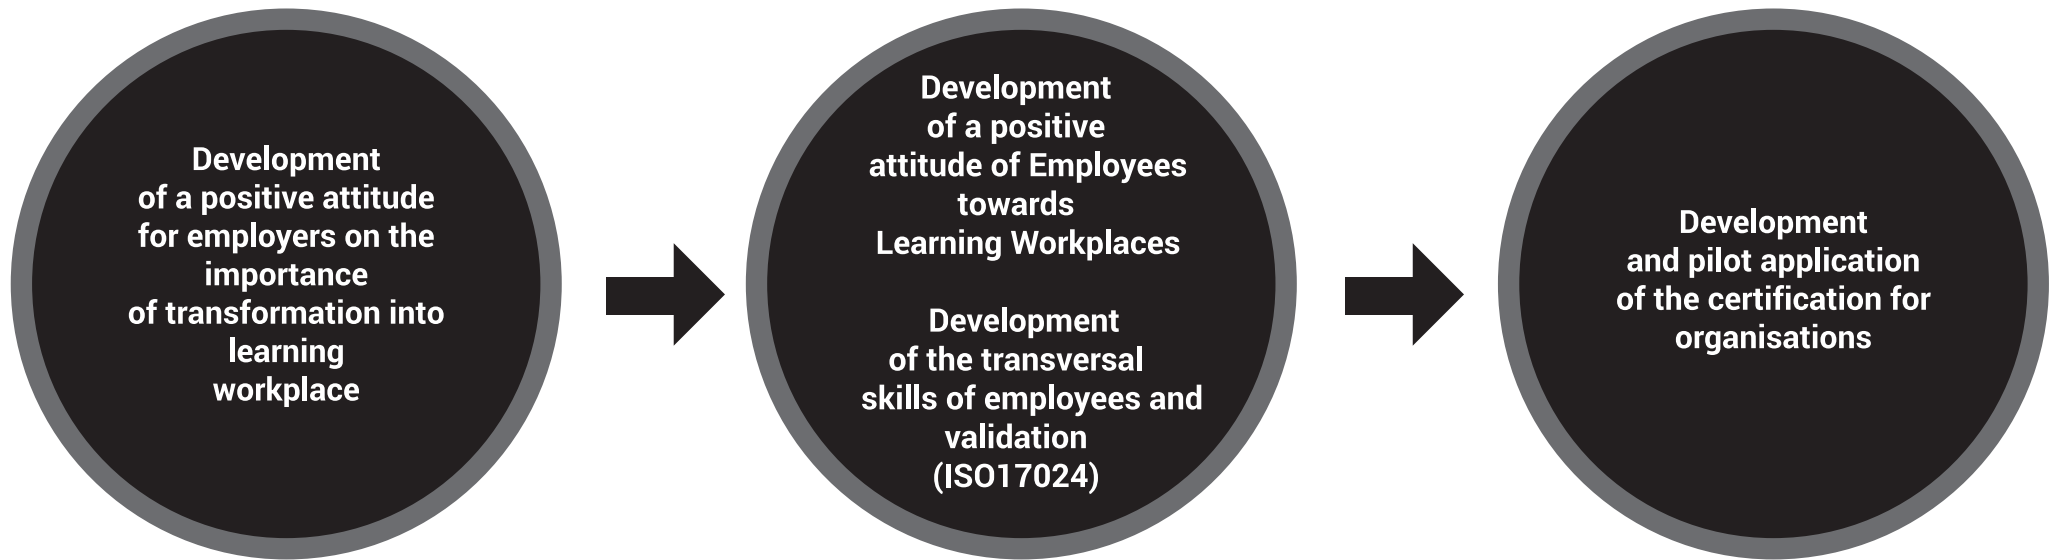 Development
of a positive attitude
for employers on the
importance
of transformation into
learning
workplace
Development
of a positive
attitude of Employees
towards
Learning Workplaces
Development
of the transversal
skills of employees and
validation
(ISO17024)
Development
and pilot application
of the certification for
organisations